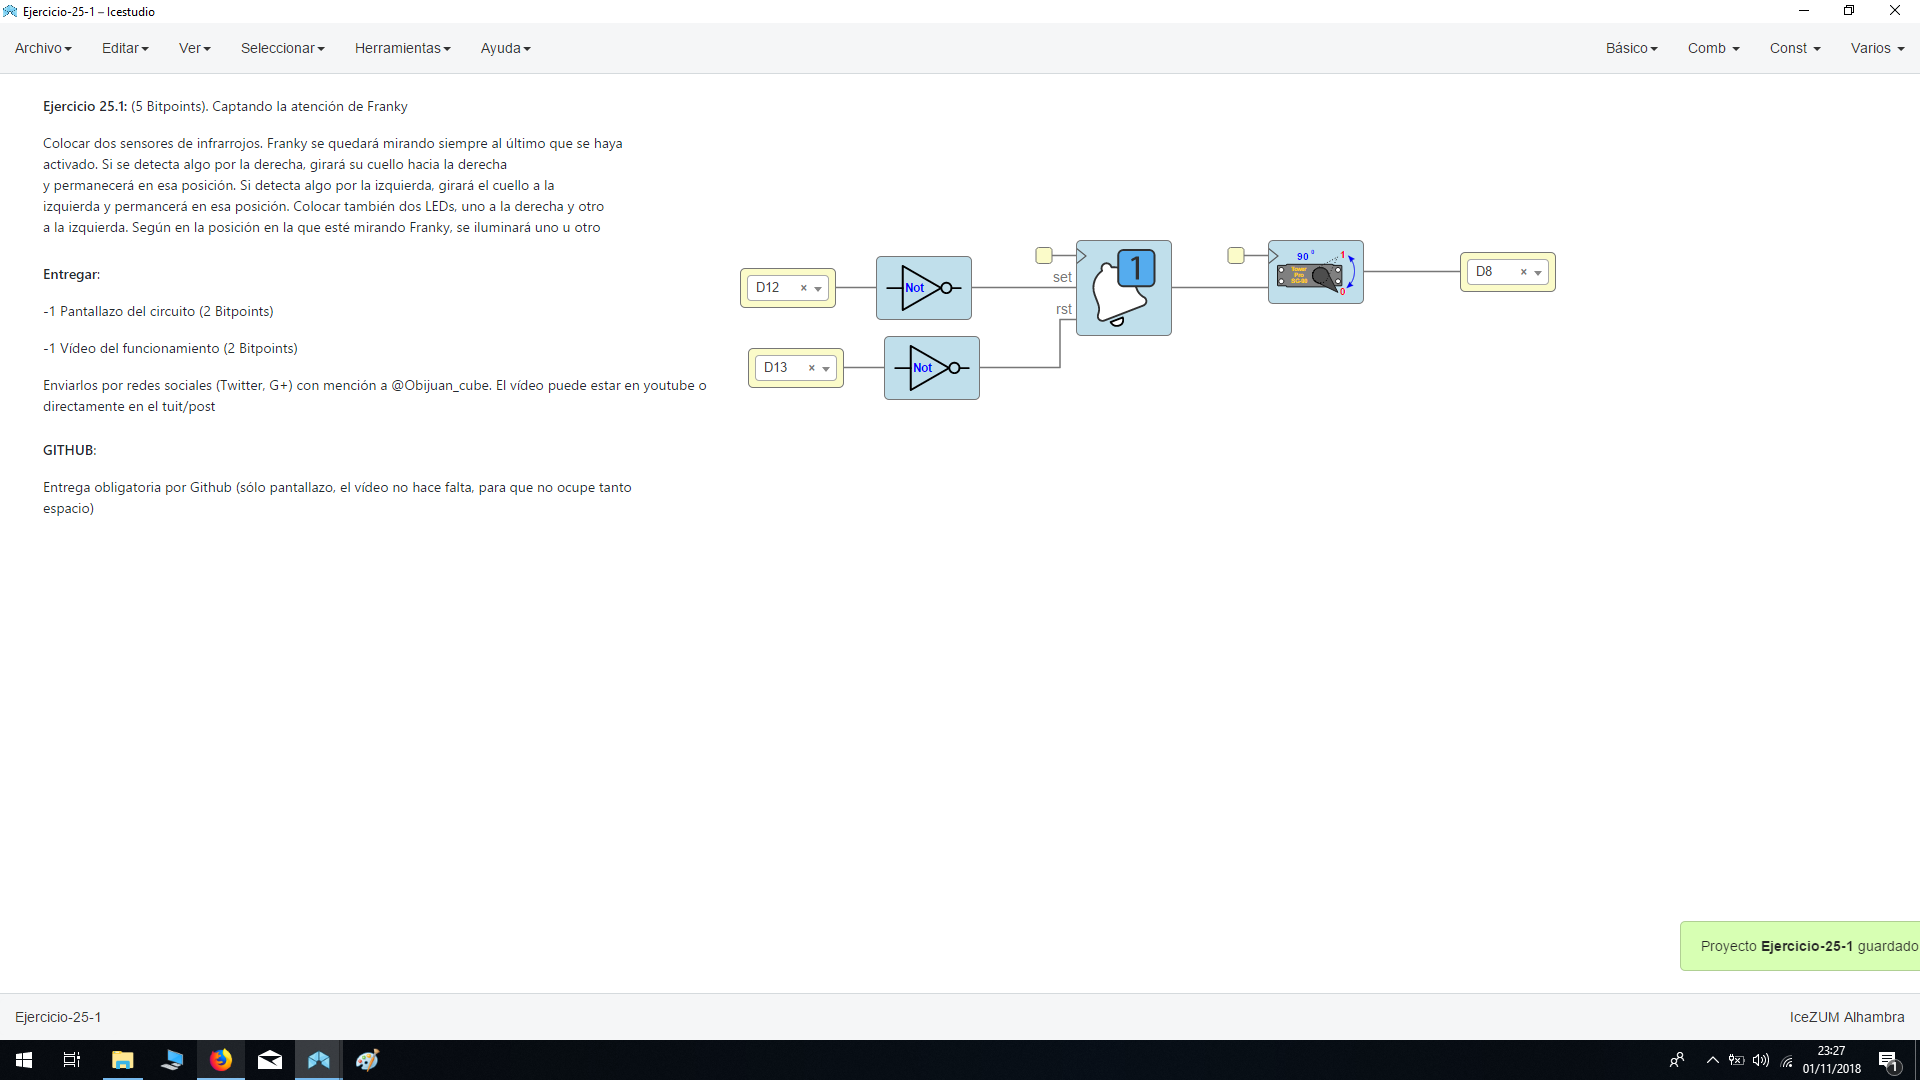 Ejercicio-25-1 – Icestudio
Archivo Editar Ver Seleccionar Herramientas Ayuda Básico Comb Const Varios
Ejercicio 25.1: (5 Bitpoints). Captando la atención de Franky
Colocar dos sensores de infrarrojos. Franky se quedará mirando siempre al último que se haya
activado. Si se detecta algo por la derecha, girará su cuello hacia la derecha
y permanecerá en esa posición. Si detecta algo por la izquierda, girará el cuello a la
izquierda y permancerá en esa posición. Colocar también dos LEDs, uno a la derecha y otro
a la izquierda. Según en la posición en la que esté mirando Franky, se iluminará uno u otro
Entregar:
-1 Pantallazo del circuito (2 Bitpoints)
-1 Vídeo del funcionamiento (2 Bitpoints)
Enviarlos por redes sociales (Twitter, G+) con mención a @Obijuan_cube. El vídeo puede estar en youtube o
directamente en el tuit/post
GITHUB:
Entrega obligatoria por Github (sólo pantallazo, el vídeo no hace falta, para que no ocupe tanto
espacio)
D12
Not
D13
Not
set
rst
1
90 º
1
Tower
Pro
SG-90
0
D8
Proyecto Ejercicio-25-1 guardado
Ejercicio-25-1
IceZUM Alhambra
23:27
01/11/2018
1